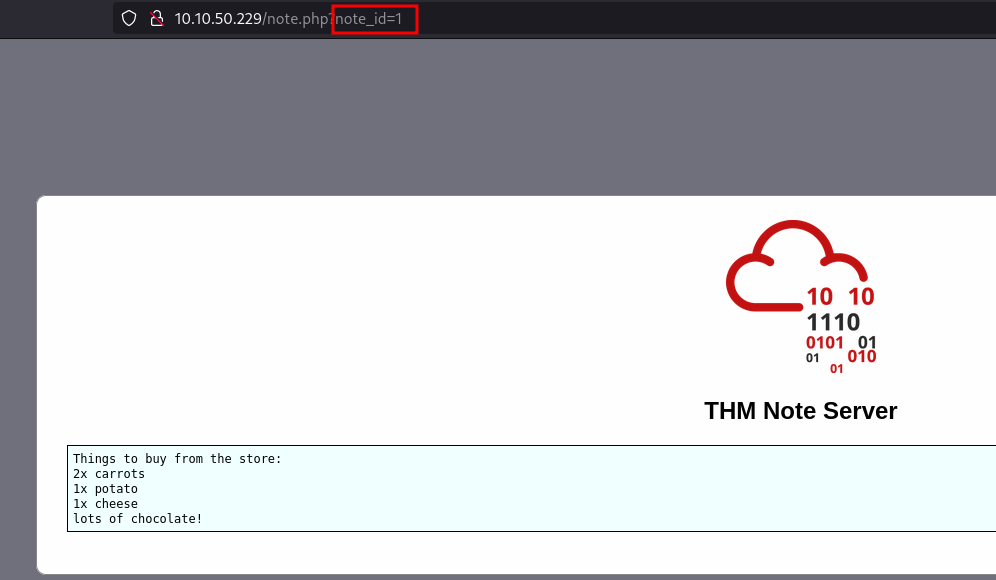 10.10.50.229/note.php?note_id=1
10 10
1110
0101 01
01 010
01
THM Note Server
Things to buy from the store:
2x carrots
1x potato
1x cheese
lots of chocolate!